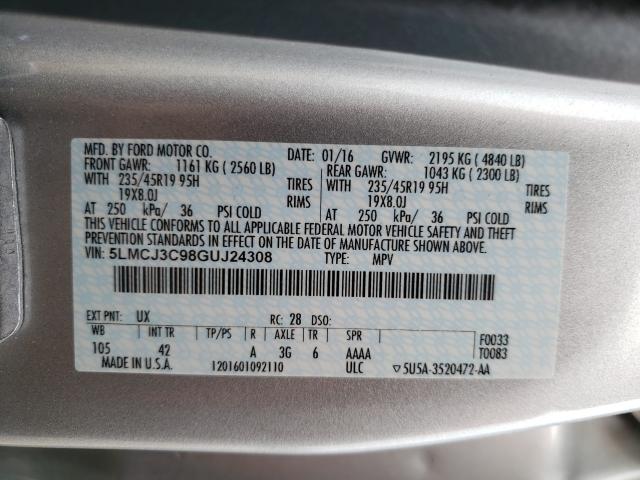 MFD. BY FORD MOTOR CO. DATE: 01/16 GVWR: 2195 KG ( 4840 LB)
FRONT GAWR: 1161 KG ( 2560 LB) REAR GAWR: 1043 KG ( 2300 LB)
WITH 235/45R19 95H TIRES WITH 235/45R19 95H TIRES
19X8.0J RIMS 19X8.0J RIMS
AT 250 kPa/ 36 PSI COLD AT 250 kPa/ 36 PSI COLD
THIS VEHICLE CONFORMS TO ALL APPLICABLE FEDERAL MOTOR VEHICLE SAFETY AND THEFT
PREVENTION STANDARDS IN EFFECT ON THE DATE OF MANUFACTURE SHOWN ABOVE.
VIN: 5LMCJ3C98GUJ24308 TYPE: MPV
EXT PNT: UX RC: 28 DSO:
WB INT TR TP/PS R AXLE TR SPR F0033
105 42 A 3G 6 AAAA T0083
MADE IN U.S.A. 1201601092110 ULC ▽5U5A-3520472-AA